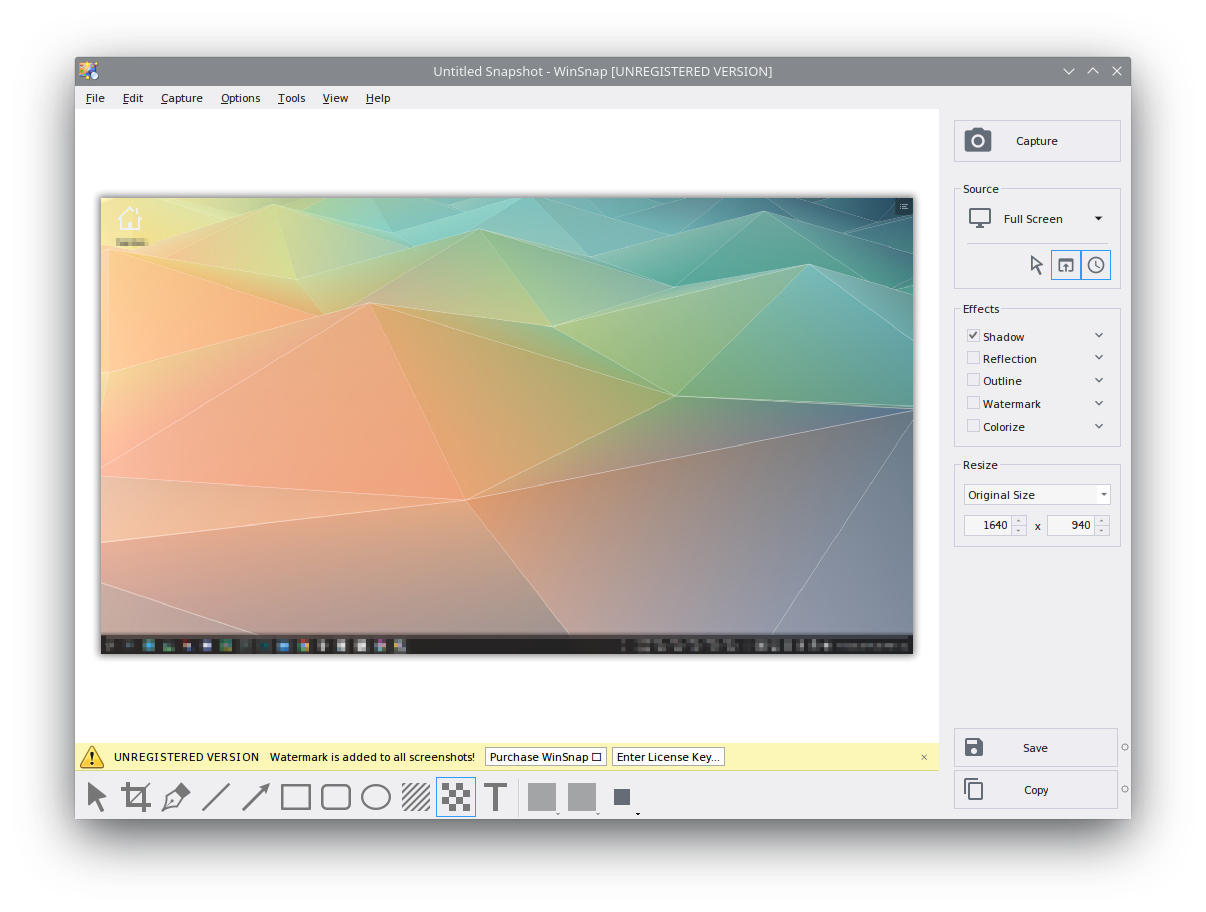 Untitled Snapshot - WinSnap [UNREGISTERED VERSION]
File Edit Capture Options Tools View Help
Capture
Source
Full Screen
Effects
Shadow
Reflection
Outline
Watermark
Colorize
Resize
Original Size
1640 x 940
UNREGISTERED VERSION Watermark is added to all screenshots! Purchase WinSnap Enter License Key...
Save
Copy